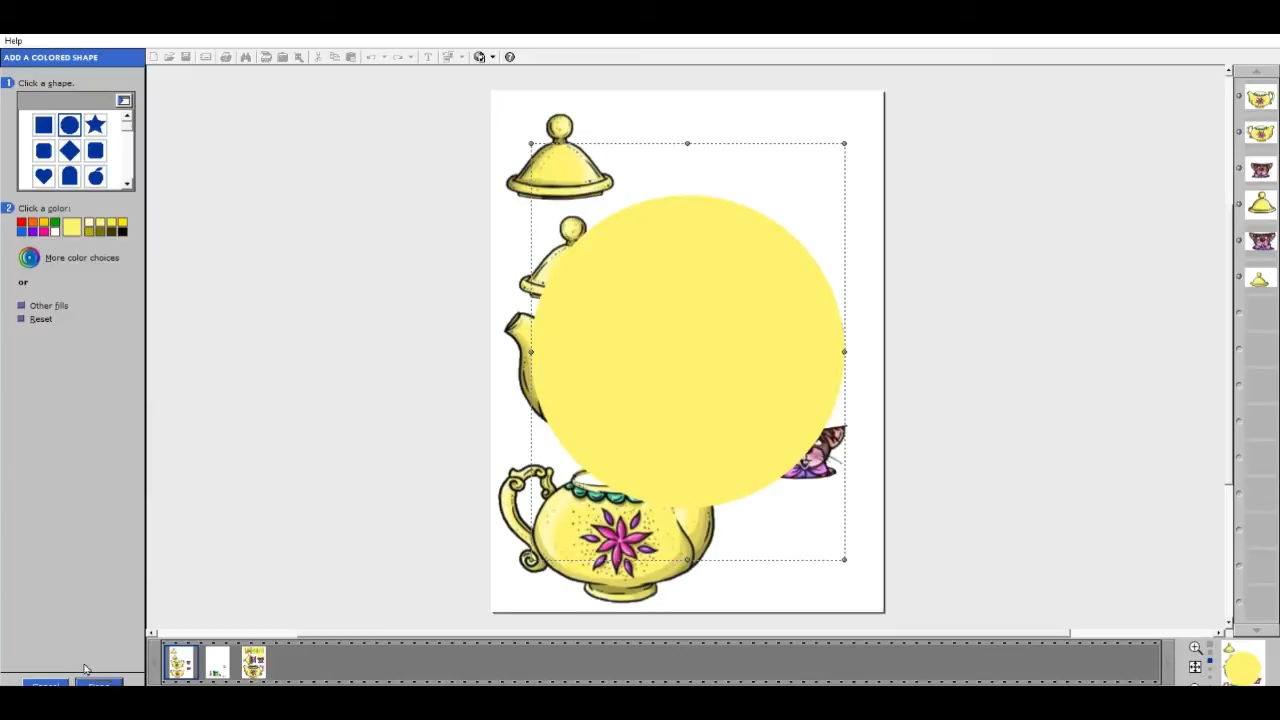 Help
ADD A COLORED SHAPE
1 Click a shape.
2 Click a color:
More color choices
or
Other fills
Reset